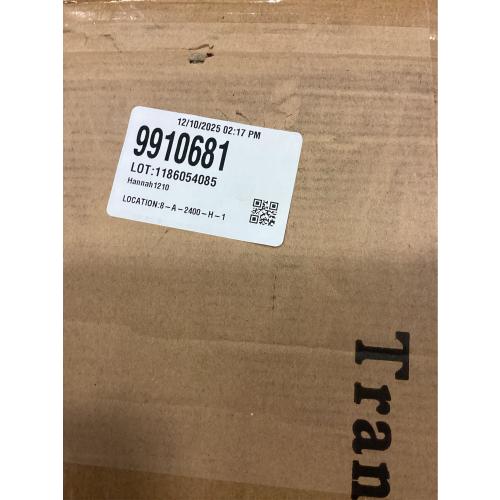 12/10/2025 02:17 PM
9910681
LOT:1186054085
Hannah1210
LOCATION:8-A-2400-H-1
Tran